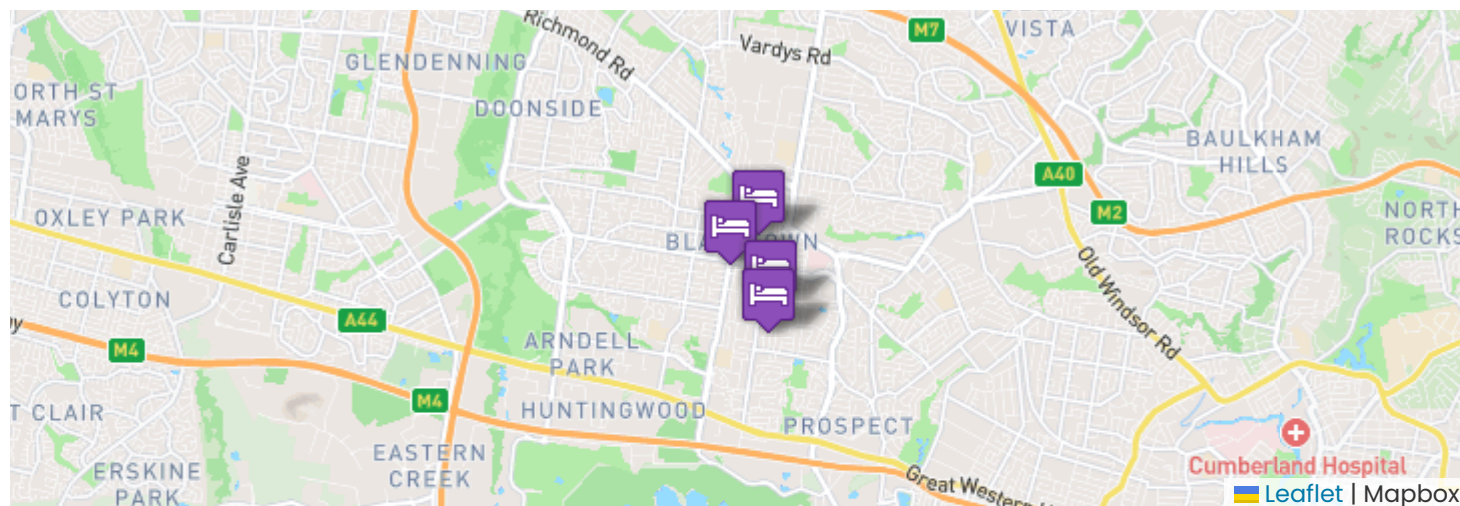 Richmond Rd
Vardys Rd
M7
VISTA
GLENDENNING
ORTH ST
MARYS
DOONSIDE
BAULKHAM
HILLS
Carlisle Ave
A40
OXLEY PARK
M2
NORTH
ROCKS
BLA
OWN
Old Windsor Rd
COLYTON
A44
M4
ARNDELL
PARK
M4
T CLAIR
HUNTINGWOOD
PROSPECT
EASTERN
CREEK
ERSKINE
PARK
Cumberland Hospital
Great Western
Leaflet | Mapbox